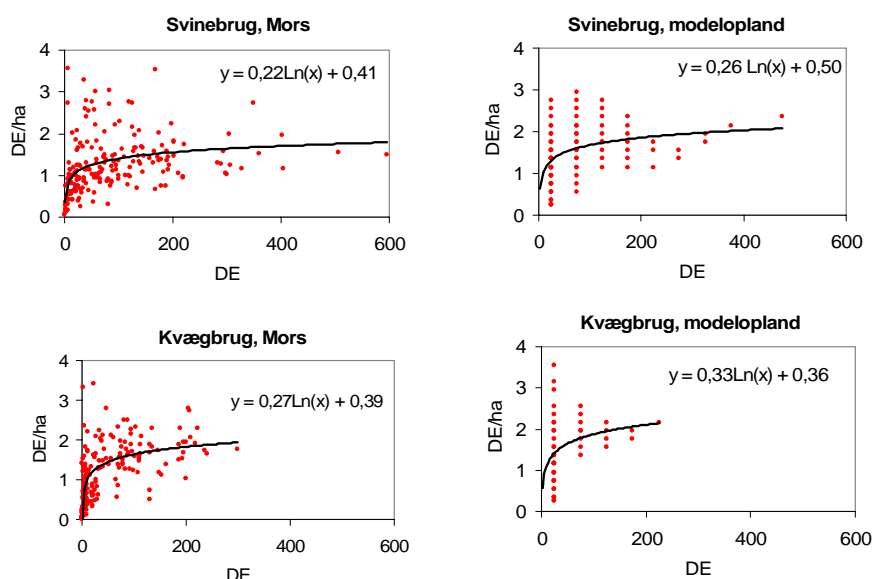 Svinebrug, Mors
4
3
2
1
0
0 200 400 600
DE/ha
DE
y = 0,22Ln(x) + 0,41
Svinebrug, modelopland
4
3
2
1
0
0 200 400 600
DE/ha
DE
y = 0,26 Ln(x) + 0,50
Kvægbrug, Mors
4
3
2
1
0
0 200 400 600
DE/ha
DE
y = 0,27Ln(x) + 0,39
Kvægbrug, modelopland
4
3
2
1
0
0 200 400 600
DE/ha
DE
y = 0,33Ln(x) + 0,36